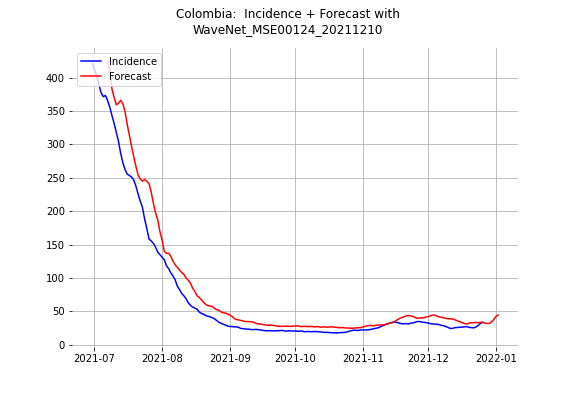 Colombia:  Incidence + Forecast with
WaveNet_MSE00124_20211210
Incidence
Forecast
400
350
300
250
200
150
100
50
0
2021-07 2021-08 2021-09 2021-10 2021-11 2021-12 2022-01